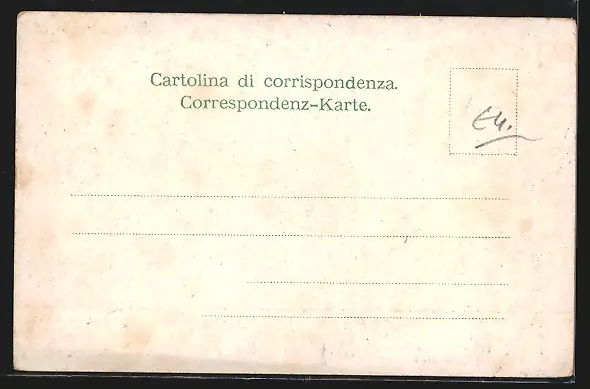 Cartolina di corrispondenza.
Correspondenz-Karte.